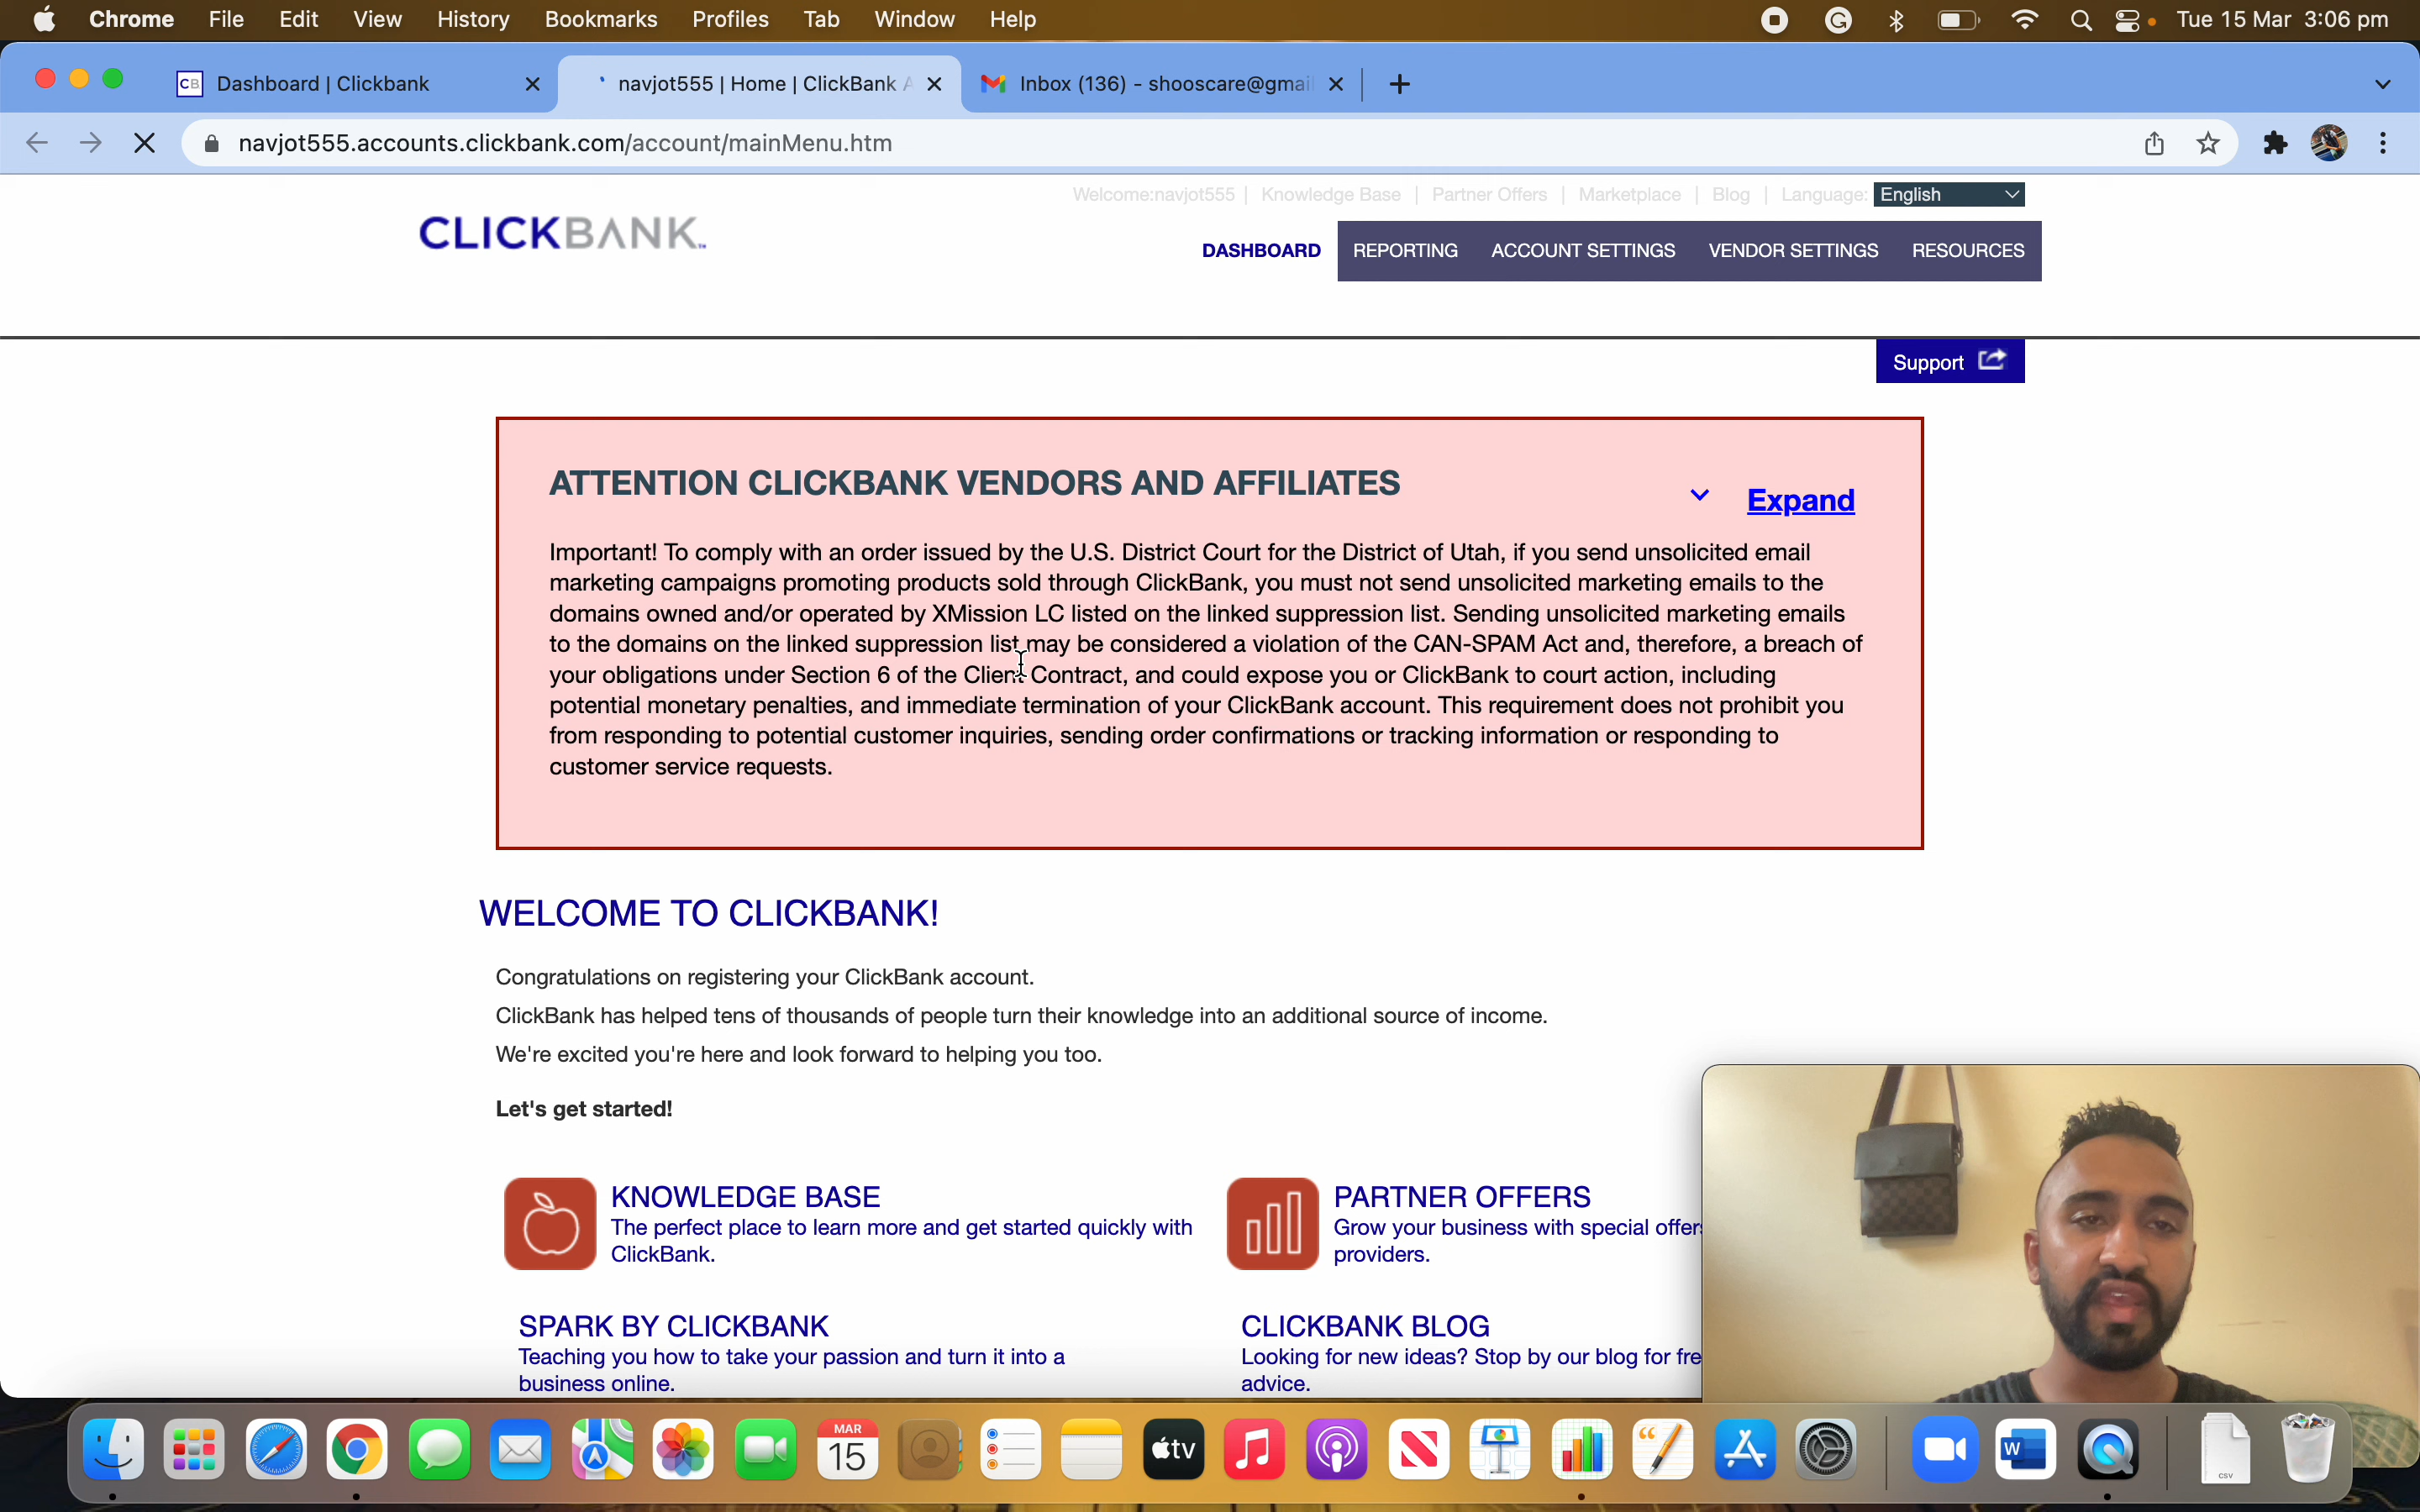 Chrome File Edit View History Bookmarks Profiles Tab Window Help Tue 15 Mar 3:06 pm
CB Dashboard | Clickbank navjot555 | Home | ClickBank A Inbox (136) - shooscare@gmail
navjot555.accounts.clickbank.com/account/mainMenu.htm
Welcome:navjot555 | Knowledge Base | Partner Offers | Marketplace | Blog | Language: English
CLICKBANK
DASHBOARD REPORTING ACCOUNT SETTINGS VENDOR SETTINGS RESOURCES
Support
ATTENTION CLICKBANK VENDORS AND AFFILIATES
Expand
Important! To comply with an order issued by the U.S. District Court for the District of Utah, if you send unsolicited email
marketing campaigns promoting products sold through ClickBank, you must not send unsolicited marketing emails to the
domains owned and/or operated by XMission LC listed on the linked suppression list. Sending unsolicited marketing emails
to the domains on the linked suppression list may be considered a violation of the CAN-SPAM Act and, therefore, a breach of
your obligations under Section 6 of the Client Contract, and could expose you or ClickBank to court action, including
potential monetary penalties, and immediate termination of your ClickBank account. This requirement does not prohibit you
from responding to potential customer inquiries, sending order confirmations or tracking information or responding to
customer service requests.
WELCOME TO CLICKBANK!
Congratulations on registering your ClickBank account.
ClickBank has helped tens of thousands of people turn their knowledge into an additional source of income.
We're excited you're here and look forward to helping you too.
Let's get started!
KNOWLEDGE BASE
The perfect place to learn more and get started quickly with
ClickBank.
PARTNER OFFERS
Grow your business with special offers
providers.
SPARK BY CLICKBANK
Teaching you how to take your passion and turn it into a
business online.
CLICKBANK BLOG
Looking for new ideas? Stop by our blog for fre
advice.
MAR
15
tv
W
CSV